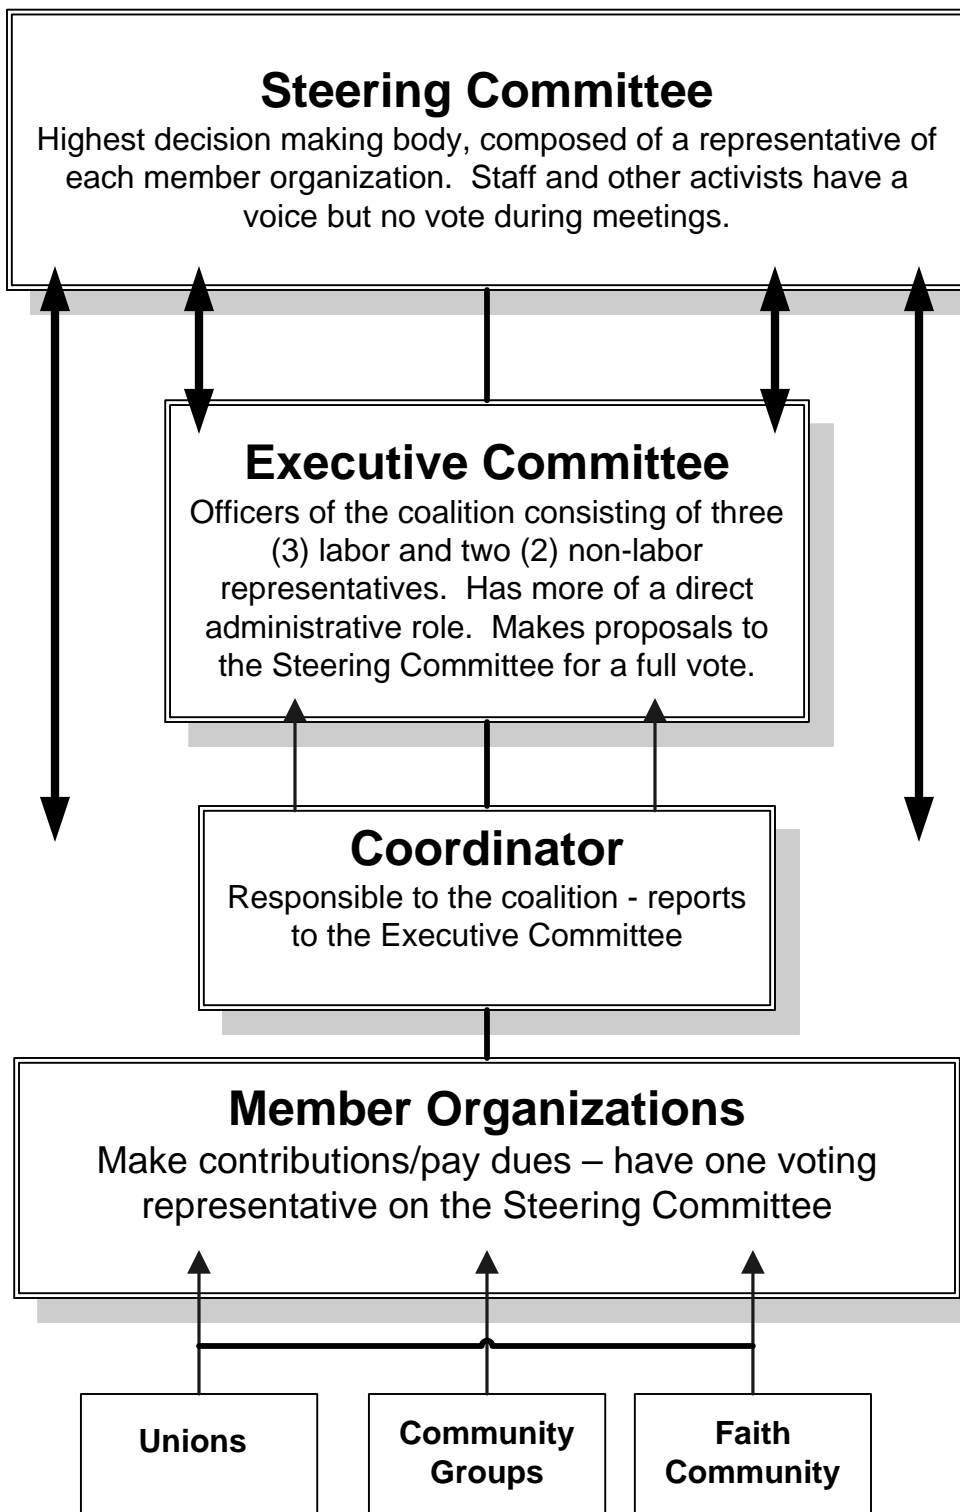 Steering Committee
Highest decision making body, composed of a representative of
each member organization.  Staff and other activists have a
voice but no vote during meetings.
Executive Committee
Officers of the coalition consisting of three
(3) labor and two (2) non-labor
representatives.  Has more of a direct
administrative role.  Makes proposals to
the Steering Committee for a full vote.
Coordinator
Responsible to the coalition - reports
to the Executive Committee
Member Organizations
Make contributions/pay dues – have one voting
representative on the Steering Committee
Unions
Community
Groups
Faith
Community